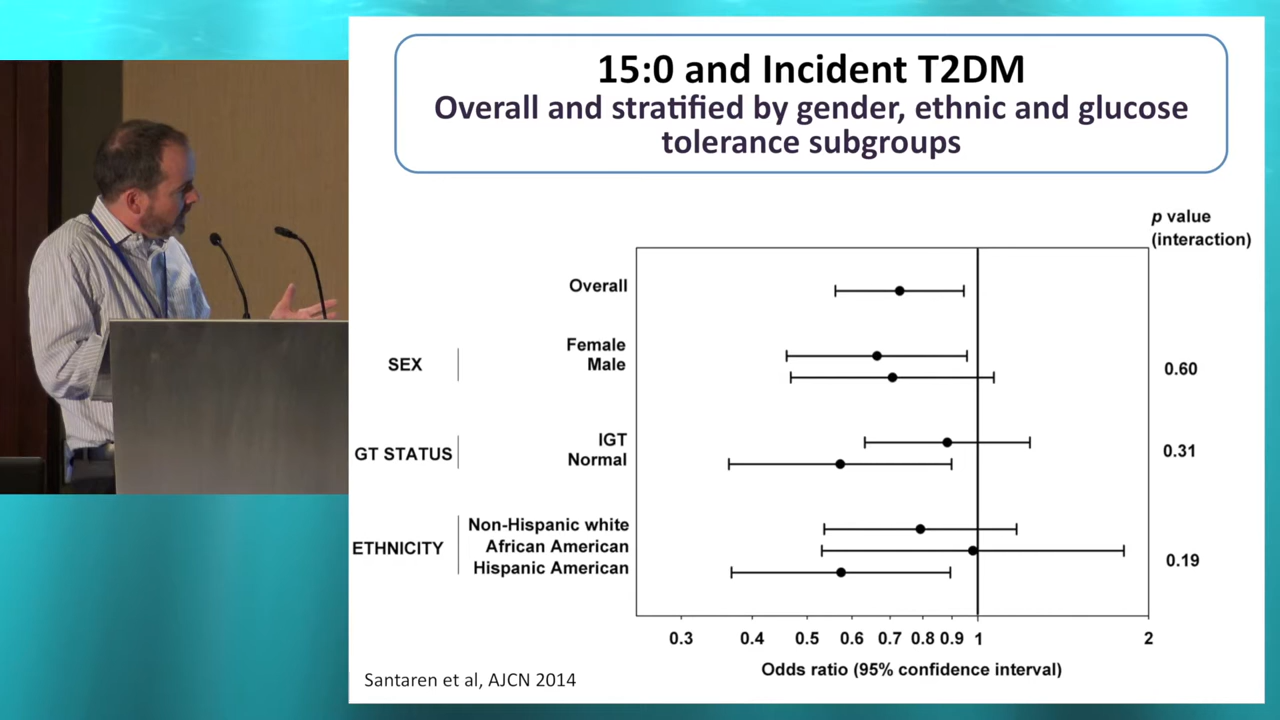 15:0 and Incident T2DM
Overall and stratified by gender, ethnic and glucose
tolerance subgroups
p value
(interaction)
Overall
SEX
Female
Male
0.60
GT STATUS
IGT
Normal
0.31
ETHNICITY
Non-Hispanic white
African American
Hispanic American
0.19
0.3 0.4 0.5 0.6 0.7 0.8 0.9 1 2
Odds ratio (95% confidence interval)
Santaren et al, AJCN 2014